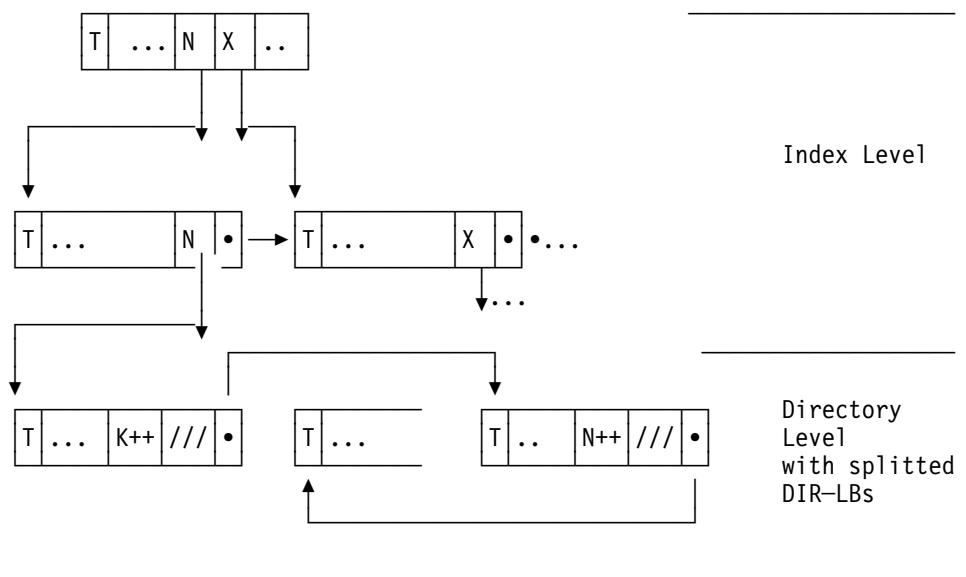 T ... N X ..
Index Level
T ... N • T ... X • •...
...
T ... K++ /// • T ... T .. N++ /// •
Directory
Level
with splitted
DIR—LBs